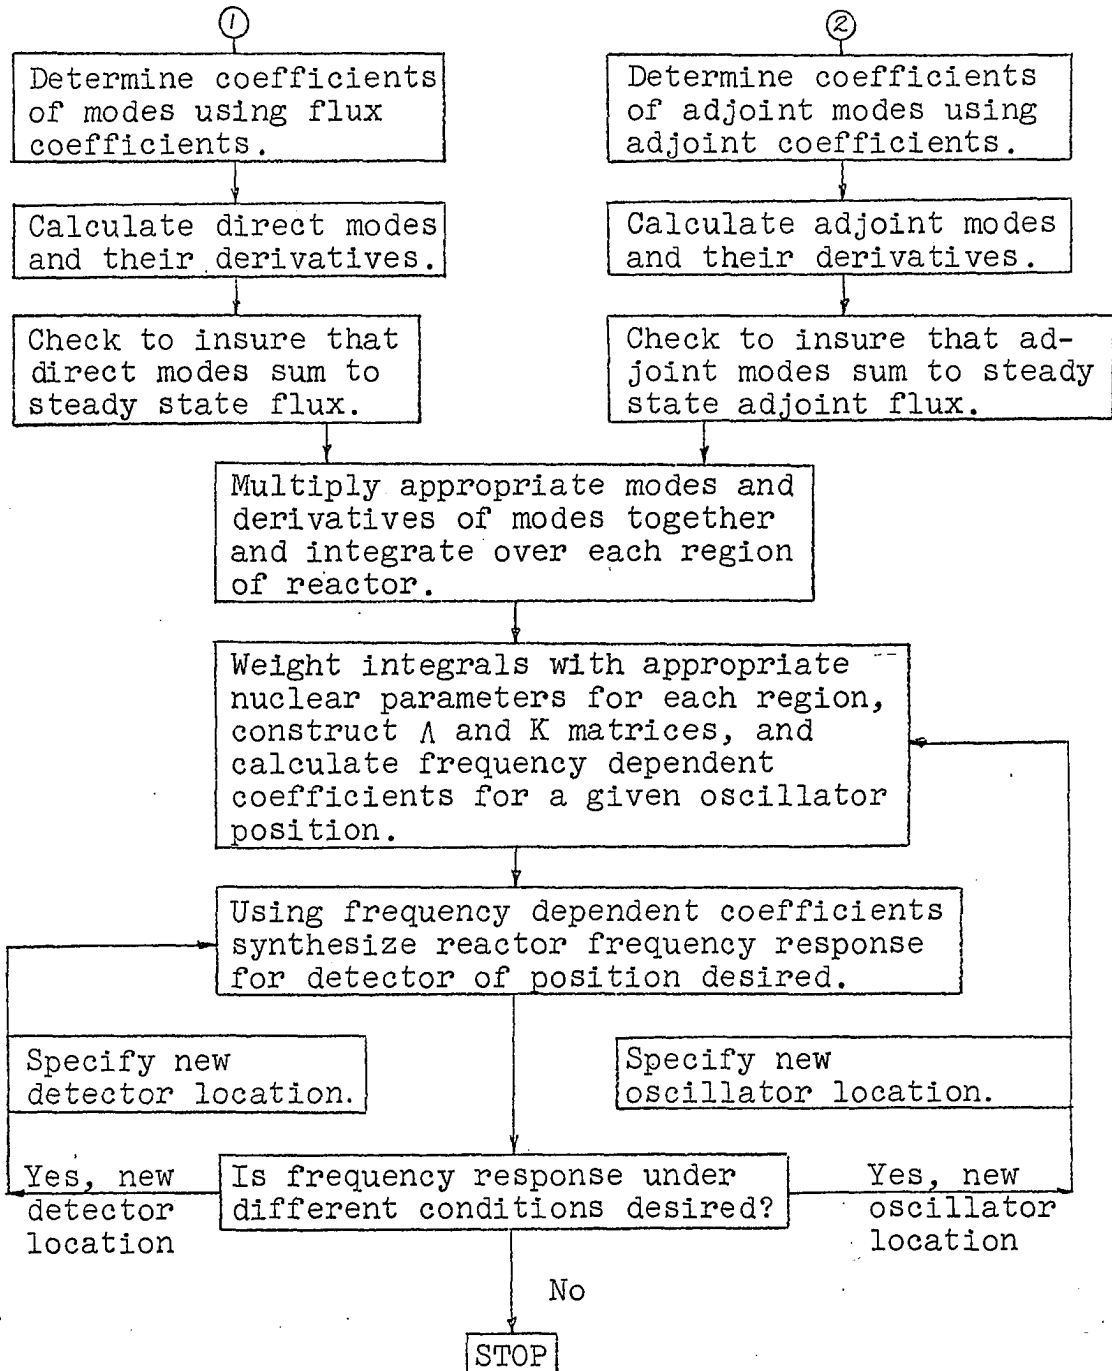 1
2
Determine coefficients
of modes using flux
coefficients.
Determine coefficients
of adjoint modes using
adjoint coefficients.
Calculate direct modes
and their derivatives.
Calculate adjoint modes
and their derivatives.
Check to insure that
direct modes sum to
steady state flux.
Check to insure that ad-
joint modes sum to steady
state adjoint flux.
Multiply appropriate modes and
derivatives of modes together
and integrate over each region
of reactor.
Weight integrals with appropriate
nuclear parameters for each region,
construct Λ and K matrices, and
calculate frequency dependent
coefficients for a given oscillator
position.
Using frequency dependent coefficients
synthesize reactor frequency response
for detector of position desired.
Specify new
detector location.
Specify new
oscillator location.
Yes, new
detector
location
Is frequency response under
different conditions desired?
Yes, new
oscillator
location
No
STOP